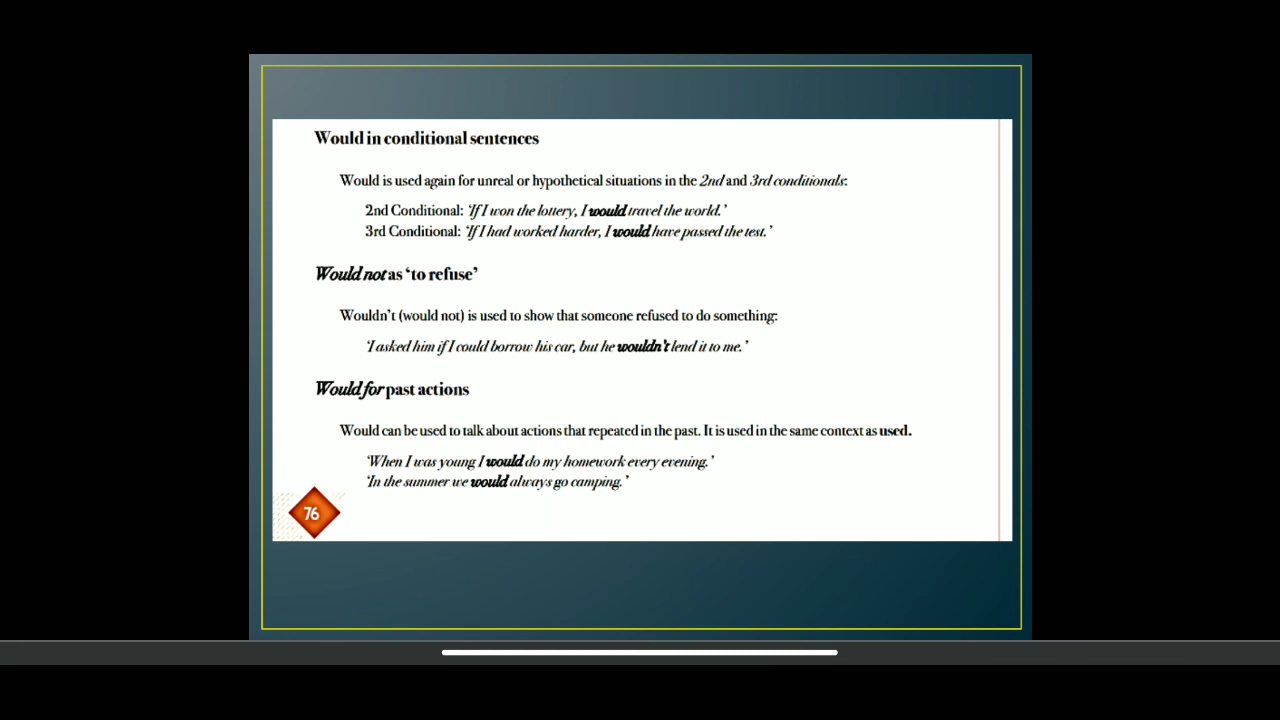 Would in conditional sentences
Would is used again for unreal or hypothetical situations in the 2nd and 3rd conditionals:
2nd Conditional: ‘If I won the lottery, I would travel the world.’
3rd Conditional: ‘If I had worked harder, I would have passed the test.’
Would not as ‘to refuse’
Wouldn’t (would not) is used to show that someone refused to do something:
‘I asked him if I could borrow his car, but he wouldn’t lend it to me.’
Would for past actions
Would can be used to talk about actions that repeated in the past. It is used in the same context as used.
‘When I was young I would do my homework every evening.’
‘In the summer we would always go camping.’
76